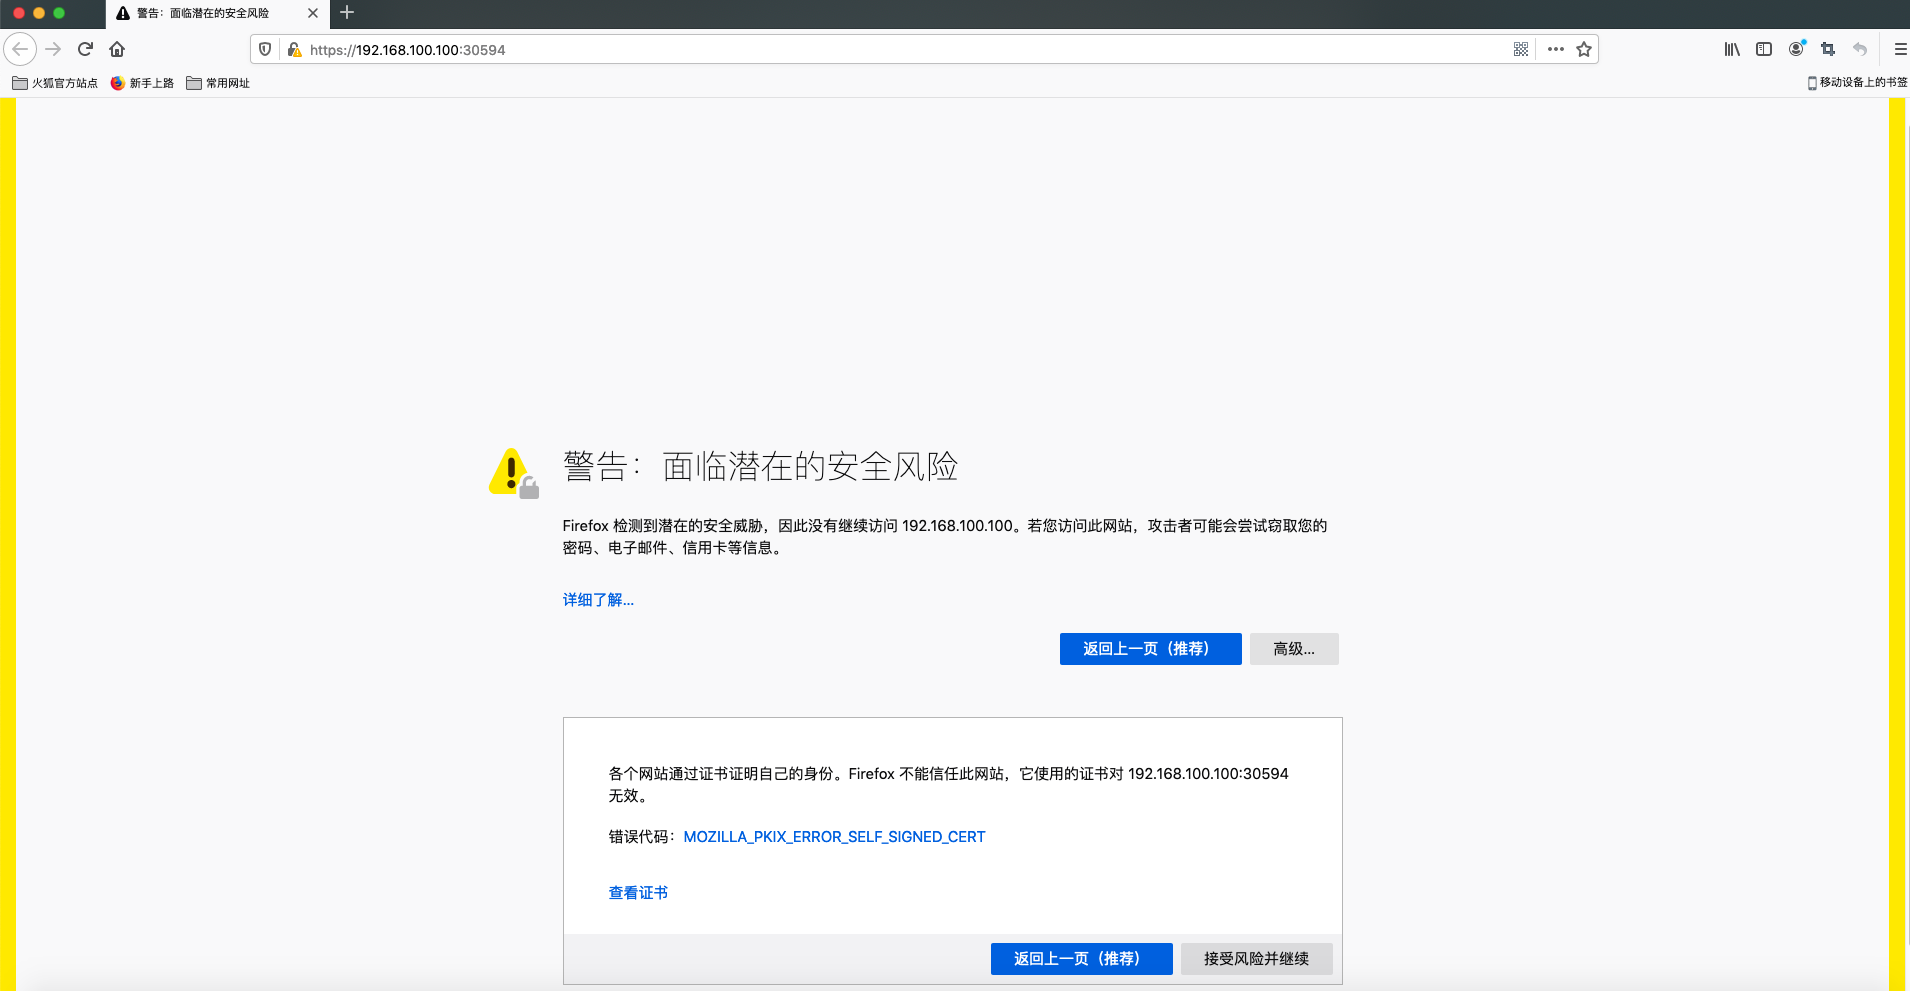 警告：面临潜在的安全风险
https://192.168.100.100:30594
火狐官方站点
新手上路
常用网址
移动设备上的书签
警告：面临潜在的安全风险
Firefox 检测到潜在的安全威胁，因此没有继续访问 192.168.100.100。若您访问此网站，攻击者可能会尝试窃取您的
密码、电子邮件、信用卡等信息。
详细了解...
返回上一页（推荐）
高级...
各个网站通过证书证明自己的身份。Firefox 不能信任此网站，它使用的证书对 192.168.100.100:30594
无效。
错误代码：MOZILLA_PKIX_ERROR_SELF_SIGNED_CERT
查看证书
返回上一页（推荐）
接受风险并继续